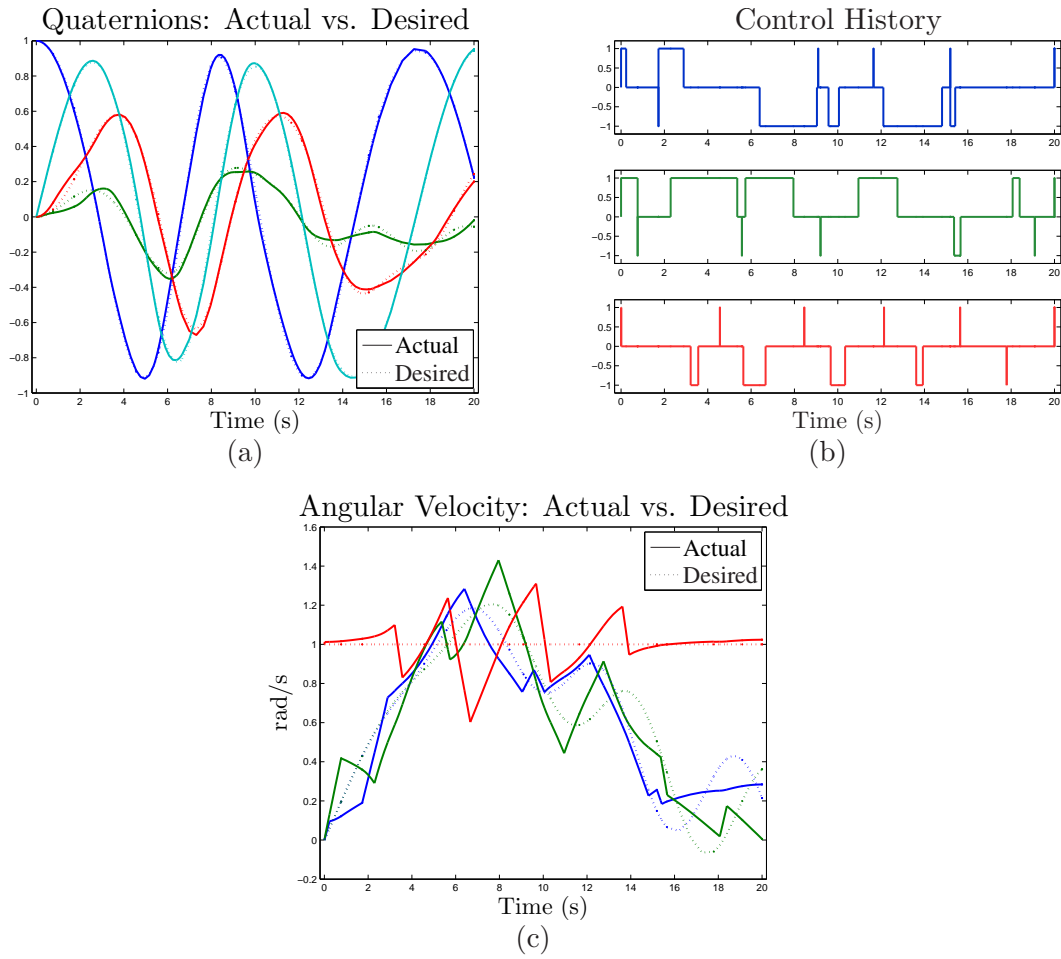 Quaternions: Actual vs. Desired
1
0.8
0.6
0.4
0.2
0
−0.2
−0.4
−0.6
−0.8
−1
0 2 4 6 8 10 12 14 16 18 20
Actual
Desired
Time (s)
(a)
Control History
1
0.5
0
−0.5
−1
0 2 4 6 8 10 12 14 16 18 20
1
0.5
0
−0.5
−1
0 2 4 6 8 10 12 14 16 18 20
1
0.5
0
−0.5
−1
0 2 4 6 8 10 12 14 16 18 20
Time (s)
(b)
Angular Velocity: Actual vs. Desired
1.6
1.4
1.2
1
0.8
0.6
0.4
0.2
0
−0.2
rad/s
0 2 4 6 8 10 12 14 16 18 20
Actual
Desired
Time (s)
(c)